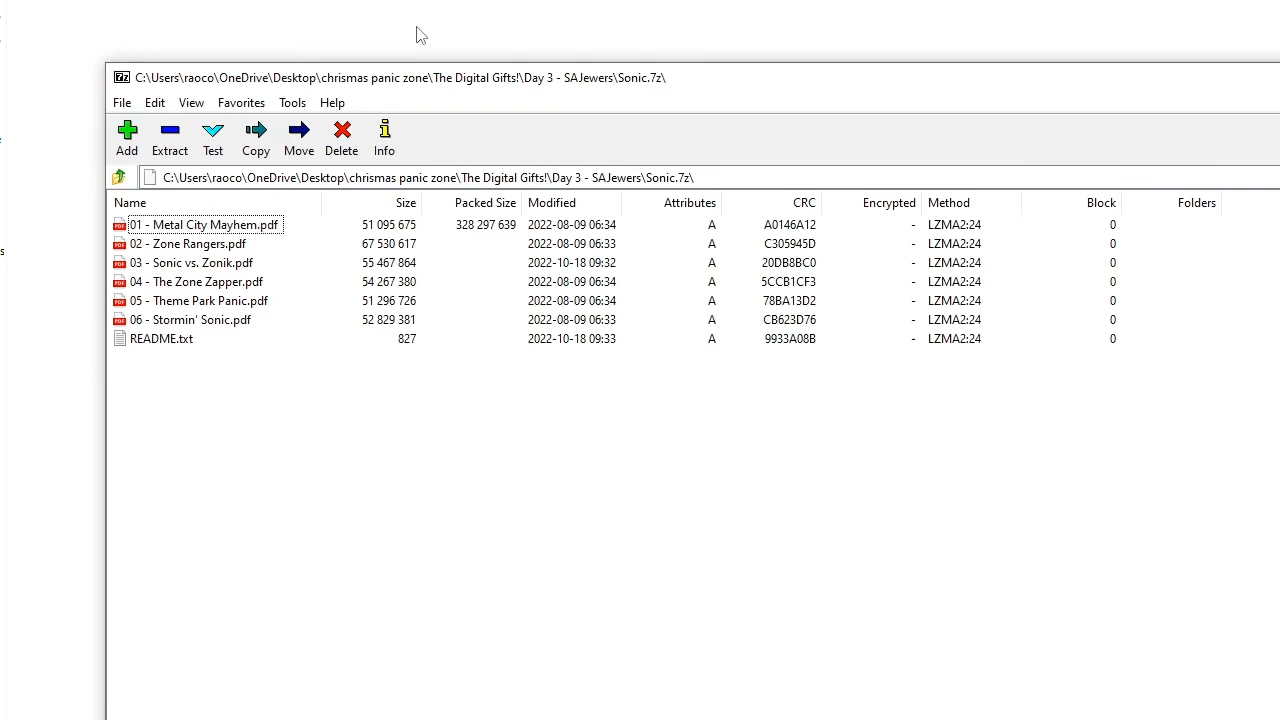 7z C:\Users\raoco\OneDrive\Desktop\chrismas panic zone\The Digital Gifts!\Day 3 - SAJewers\Sonic.7z\
File Edit View Favorites Tools Help
Add Extract Test Copy Move Delete Info
C:\Users\raoco\OneDrive\Desktop\chrismas panic zone\The Digital Gifts!\Day 3 - SAJewers\Sonic.7z\
Name Size Packed Size Modified Attributes CRC Encrypted Method Block Folders
01 - Metal City Mayhem.pdf 51 095 675 328 297 639 2022-08-09 06:34 A A0146A12 - LZMA2:24 0
02 - Zone Rangers.pdf 67 530 617 2022-08-09 06:33 A C305945D - LZMA2:24 0
03 - Sonic vs. Zonik.pdf 55 467 864 2022-10-18 09:32 A 20DB8BC0 - LZMA2:24 0
04 - The Zone Zapper.pdf 54 267 380 2022-08-09 06:34 A 5CCB1CF3 - LZMA2:24 0
05 - Theme Park Panic.pdf 51 296 726 2022-08-09 06:34 A 78BA13D2 - LZMA2:24 0
06 - Stormin' Sonic.pdf 52 829 381 2022-08-09 06:33 A CB623D76 - LZMA2:24 0
README.txt 827 2022-10-18 09:33 A 9933A08B - LZMA2:24 0